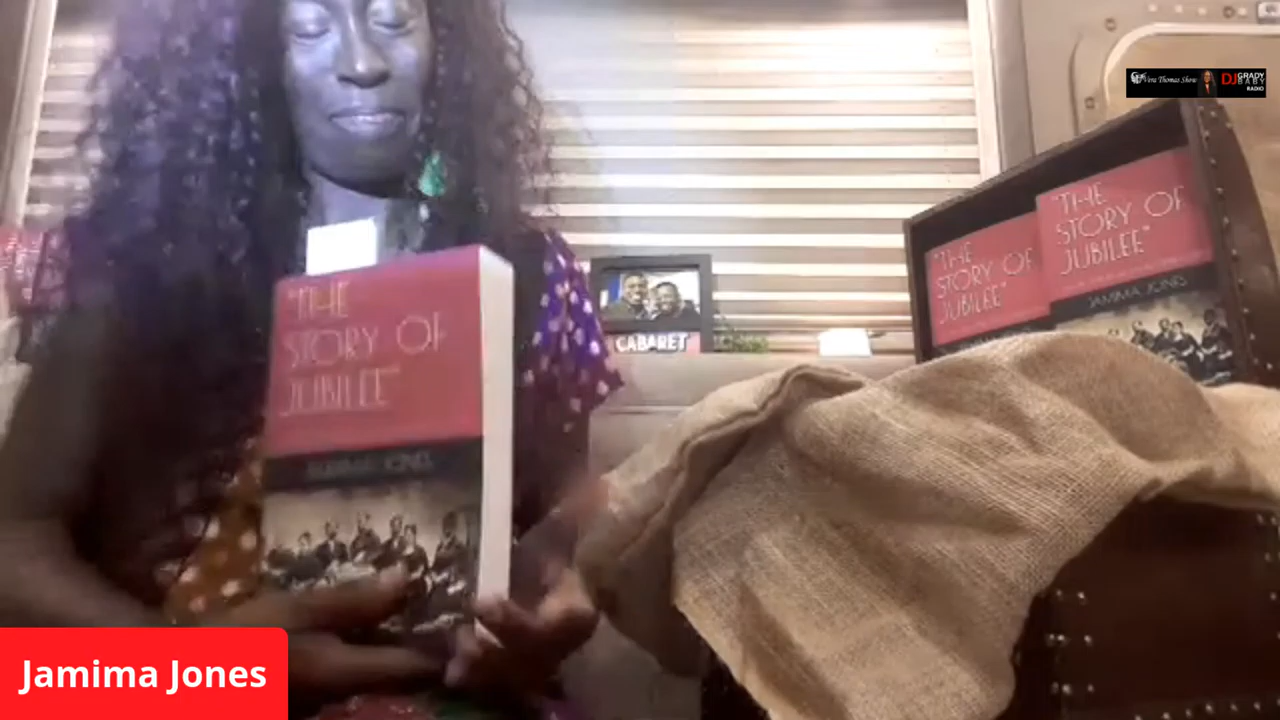 Vera Thomas Show
DJ GRADY
BABY
RADIO
"THE
STORY OF
JUBILEE"
"THE
STORY OF
JUBILEE"
JAMIMA JONES
"THE
STORY OF
JUBILEE"
JAMIMA JONES
CABARET
Jamima Jones